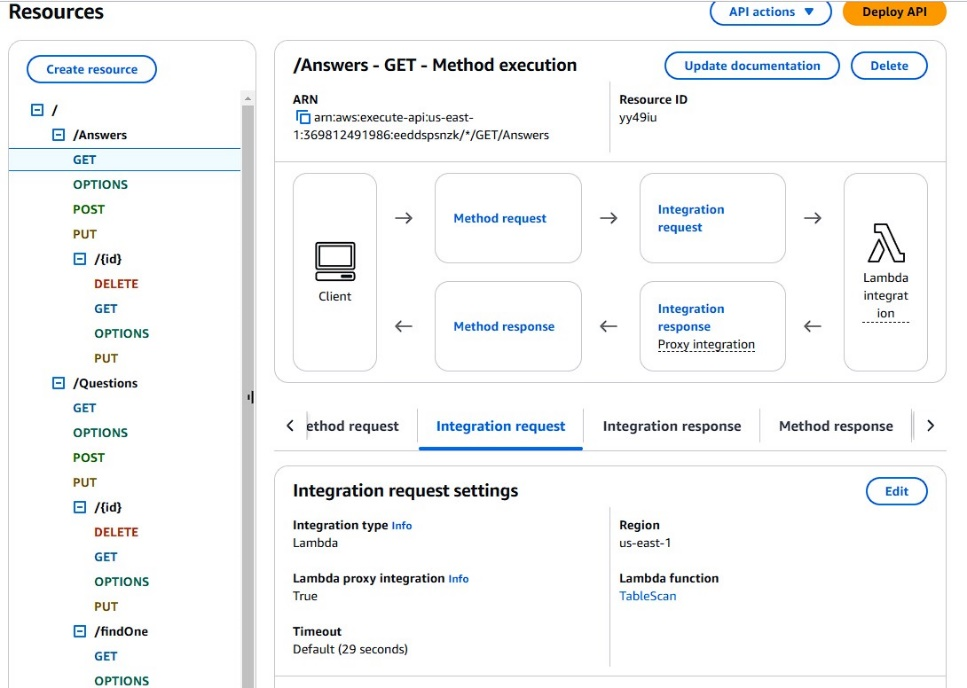 Resources
API actions
Deploy API
Create resource
/
/Answers
GET
OPTIONS
POST
PUT
/{id}
DELETE
GET
OPTIONS
PUT
/Questions
GET
OPTIONS
POST
PUT
/{id}
DELETE
GET
OPTIONS
PUT
/findOne
GET
OPTIONS
/Answers - GET - Method execution
Update documentation
Delete
ARN
arn:aws:execute-api:us-east-
1:369812491986:eeddspsnzk/*/GET/Answers
Resource ID
yy49iu
Client
Method request
Integration
request
Lambda
integrat
ion
Method response
Integration
response
Proxy integration
ethod request
Integration request
Integration response
Method response
Integration request settings
Edit
Integration type Info
Lambda
Region
us-east-1
Lambda proxy integration Info
True
Lambda function
TableScan
Timeout
Default (29 seconds)